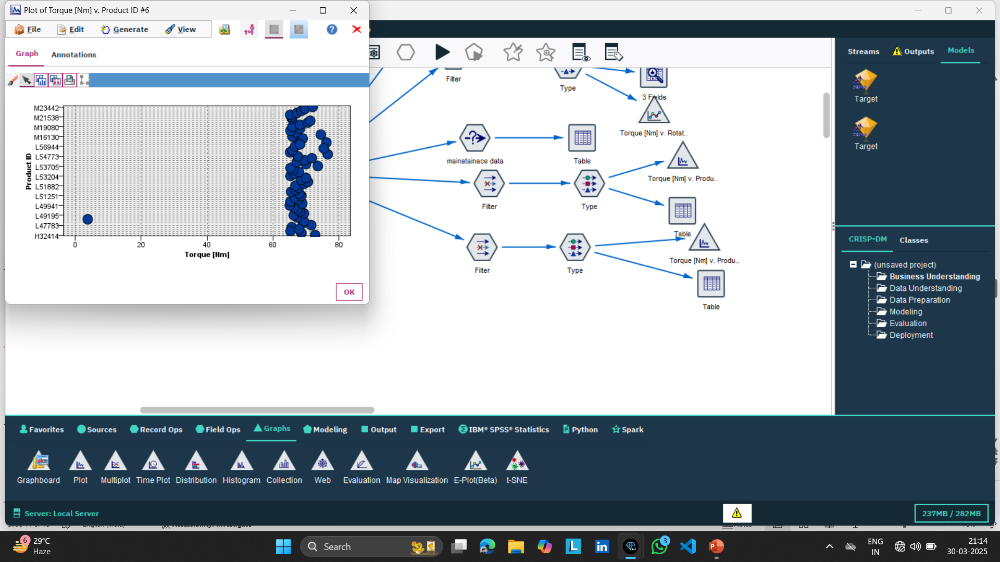 Plot of Torque [Nm] v. Product ID #6
File Edit Generate View
Graph Annotations
M23442
M21538
M19080
M16130
L56944
L54773
L53705
L53204
L51882
L51251
L49941
L49195
L47783
H32414
Product ID
0 20 40 60 80
Torque [Nm]
OK
Filter
Type
3 Fields
Torque [Nm] v. Rotat..
mainatainace data
Table
Torque [Nm] v. Produ..
Filter
Type
Table
Torque [Nm] v. Produ..
Filter
Type
Table
Streams Outputs Models
Target
Target
CRISP-DM Classes
(unsaved project)
Business Understanding
Data Understanding
Data Preparation
Modeling
Evaluation
Deployment
Favorites Sources Record Ops Field Ops Graphs Modeling Output Export IBM® SPSS® Statistics Python Spark
Graphboard Plot Multiplot Time Plot Distribution Histogram Collection Web Evaluation Map Visualization E-Plot(Beta) t-SNE
Server: Local Server
237MB / 282MB
6
29°C
Haze
Search
3
ENG
IN
21:14
30-03-2025